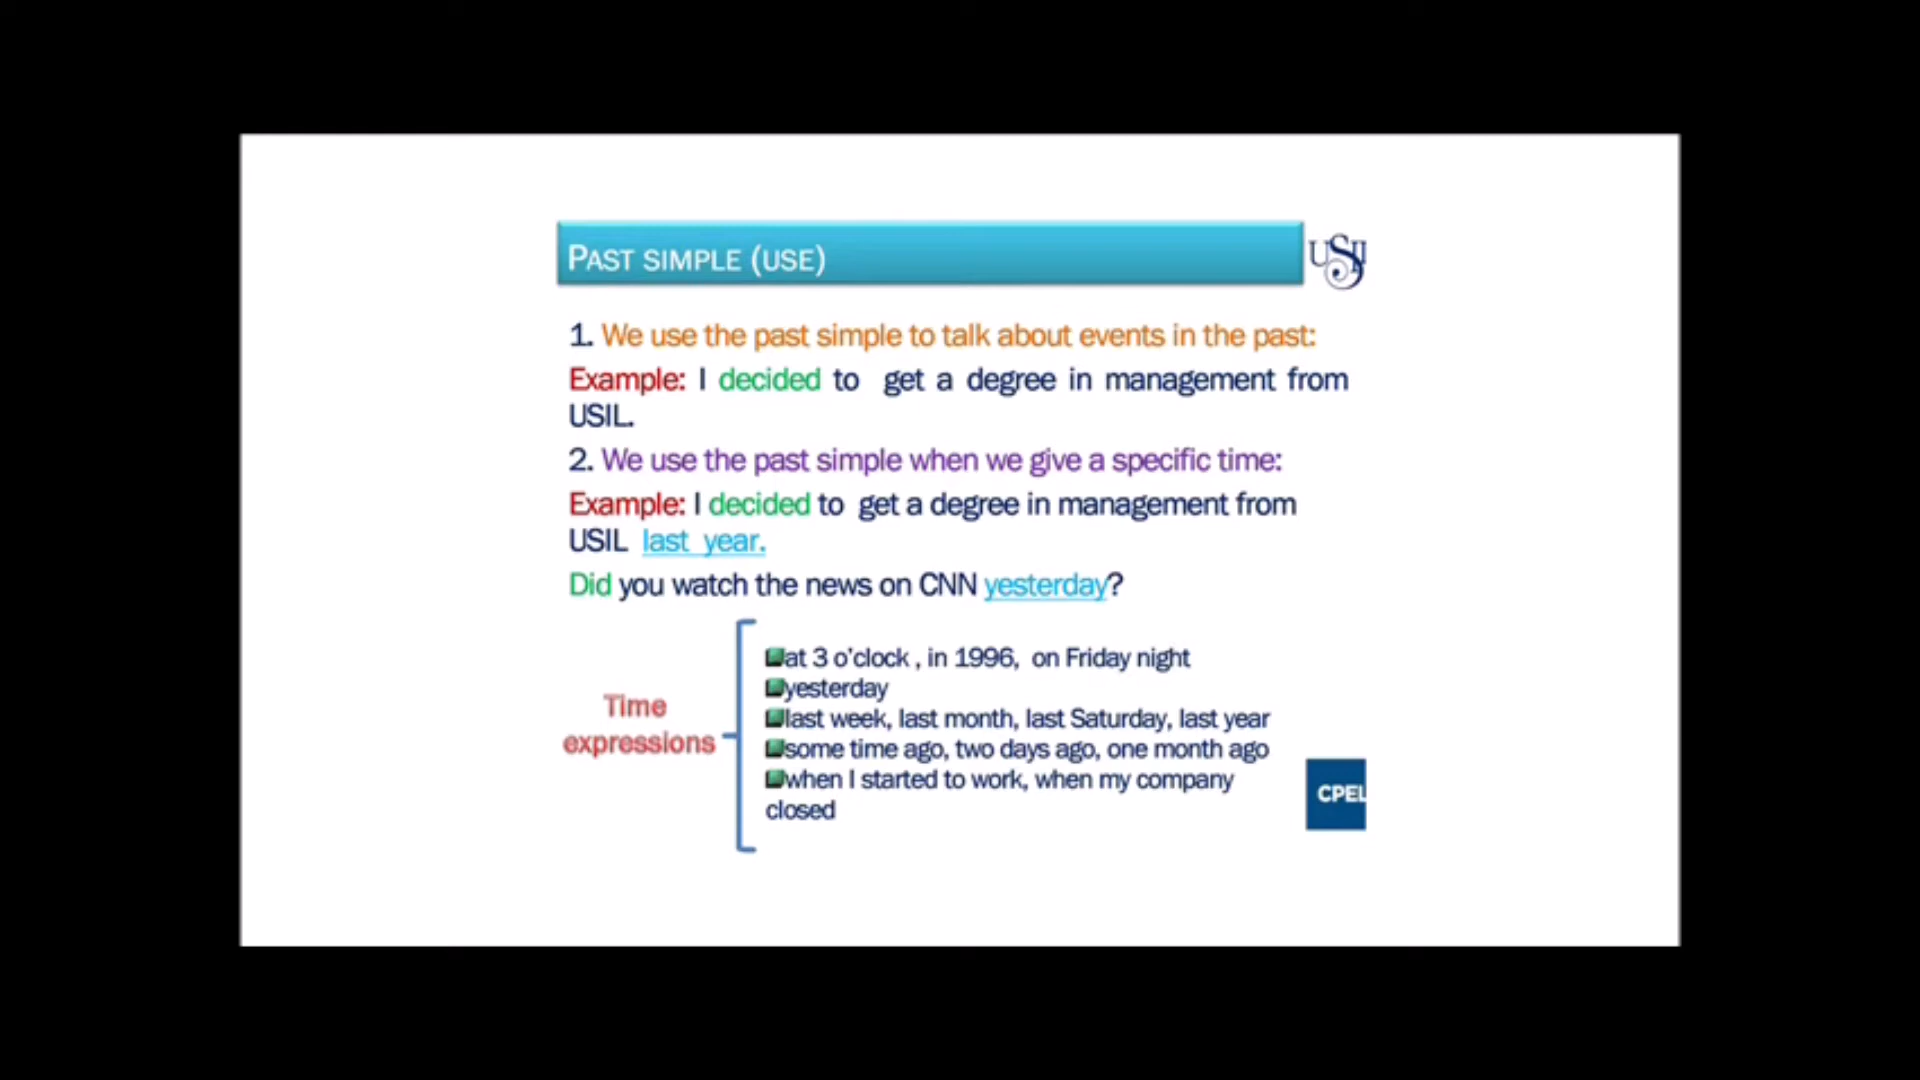 PAST SIMPLE (USE)
USIL
1. We use the past simple to talk about events in the past:
Example: I decided to get a degree in management from
USIL.
2. We use the past simple when we give a specific time:
Example: I decided to get a degree in management from
USIL last year.
Did you watch the news on CNN yesterday?
Time
expressions
at 3 o'clock , in 1996, on Friday night
yesterday
last week, last month, last Saturday, last year
some time ago, two days ago, one month ago
when I started to work, when my company
closed
CPEL